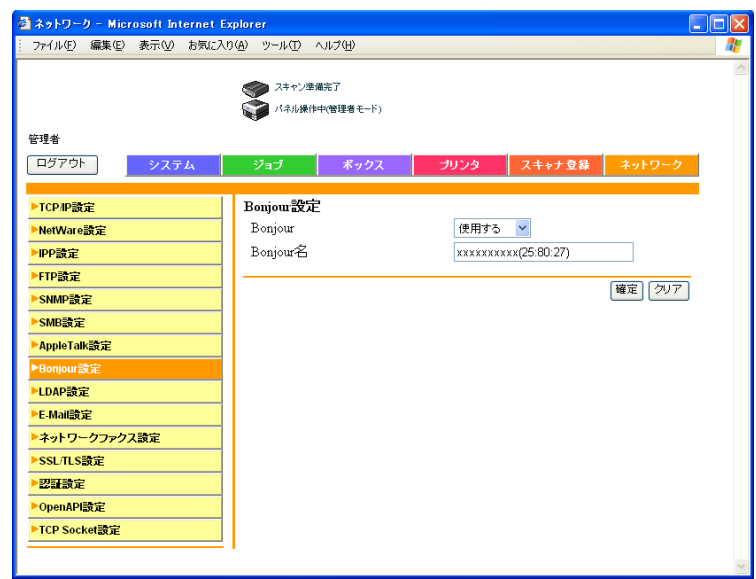 ネットワーク - Microsoft Internet Explorer
ファイル(F) 編集(E) 表示(V) お気に入り(A) ツール(T) ヘルプ(H)
スキャン準備完了
パネル操作中(管理者モード)
管理者
ログアウト システム ジョブ ボックス プリンタ スキャナ登録 ネットワーク
TCP/IP設定
NetWare設定
IPP設定
FTP設定
SNMP設定
SMB設定
AppleTalk設定
Bonjour設定
LDAP設定
E-Mail設定
ネットワークファクス設定
SSL/TLS設定
認証設定
OpenAPI設定
TCP Socket設定
Bonjour設定
Bonjour 使用する
Bonjour名 xxxxxxxxxx(25:80:27)
確定 クリア